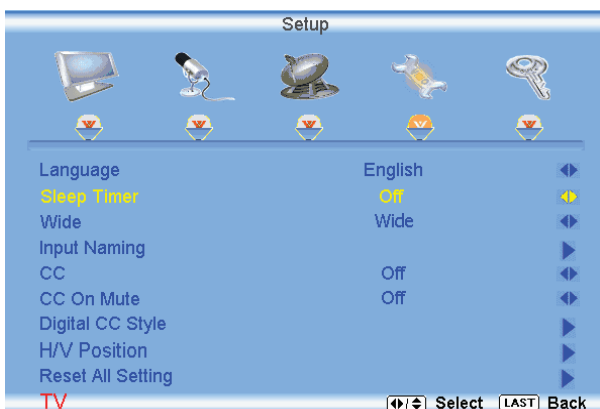 Setup
Language English
Sleep Timer Off
Wide Wide
Input Naming
CC Off
CC On Mute Off
Digital CC Style
H/V Position
Reset All Setting
TV Select LAST Back